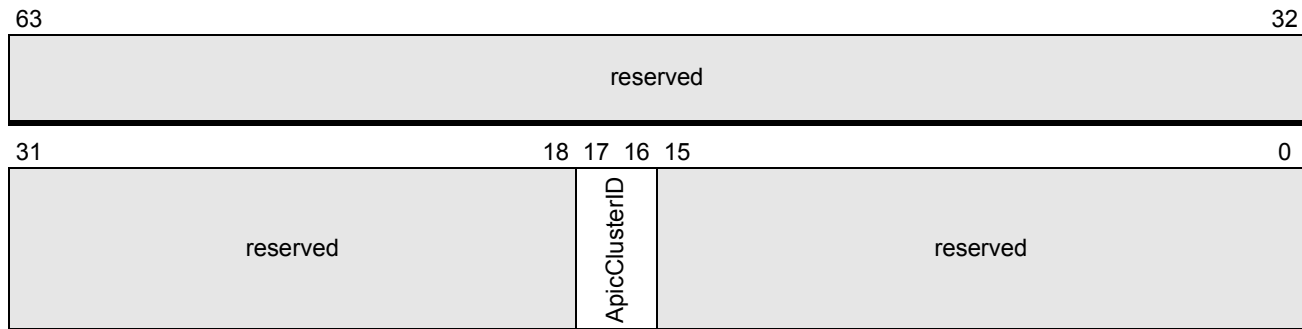 63 32
reserved
31 18 17 16 15 0
reserved ApicClusterID reserved